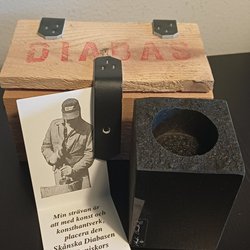 DIABAS
Min strävan är
att med konst och
konsthantverk,
placera den
Skånska Diabasen